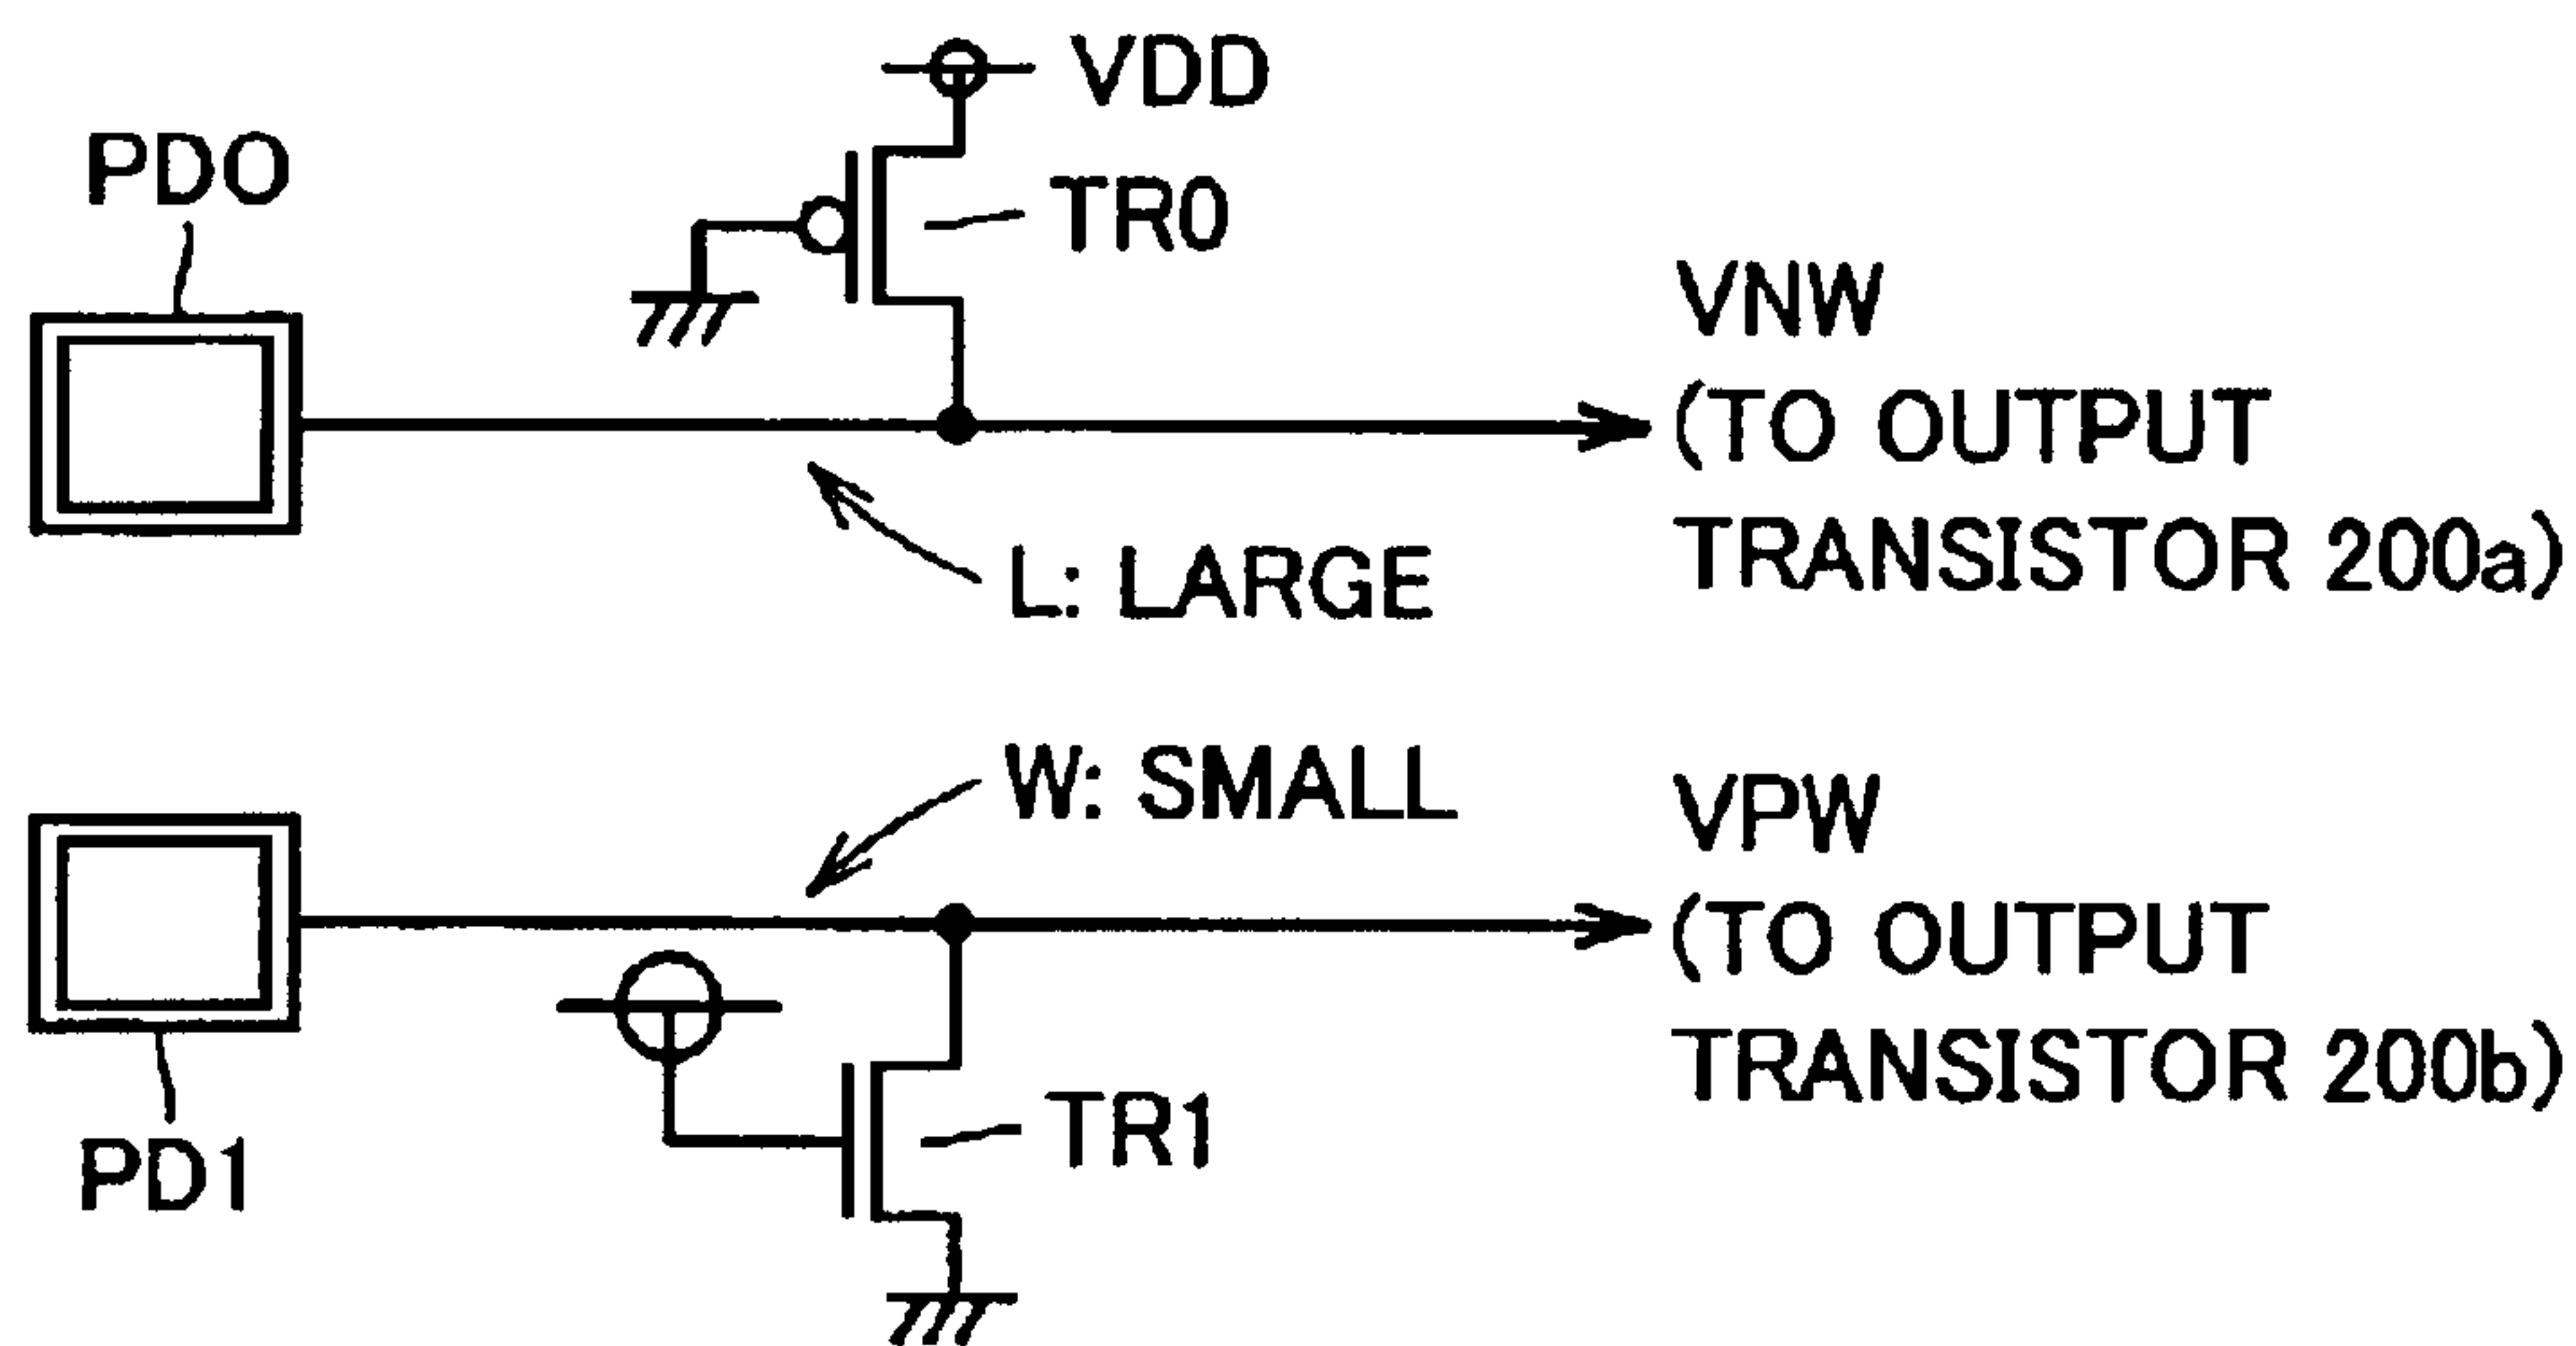 VDD
PD0
TR0
VNW
(TO OUTPUT
TRANSISTOR 200a)
L: LARGE
W: SMALL
VPW
(TO OUTPUT
TRANSISTOR 200b)
TR1
PD1